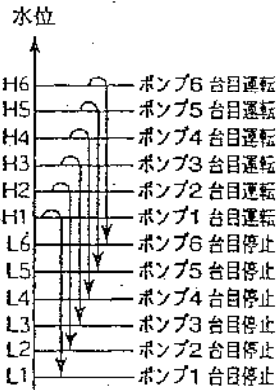 水位
H6 ポンプ6台目運転
H5 ポンプ5台目運転
H4 ポンプ4台目運転
H3 ポンプ3台目運転
H2 ポンプ2台目運転
H1 ポンプ1台目運転
L6 ポンプ6台目停止
L5 ポンプ5台目停止
L4 ポンプ4台目停止
L3 ポンプ3台目停止
L2 ポンプ2台目停止
L1 ポンプ1台目停止